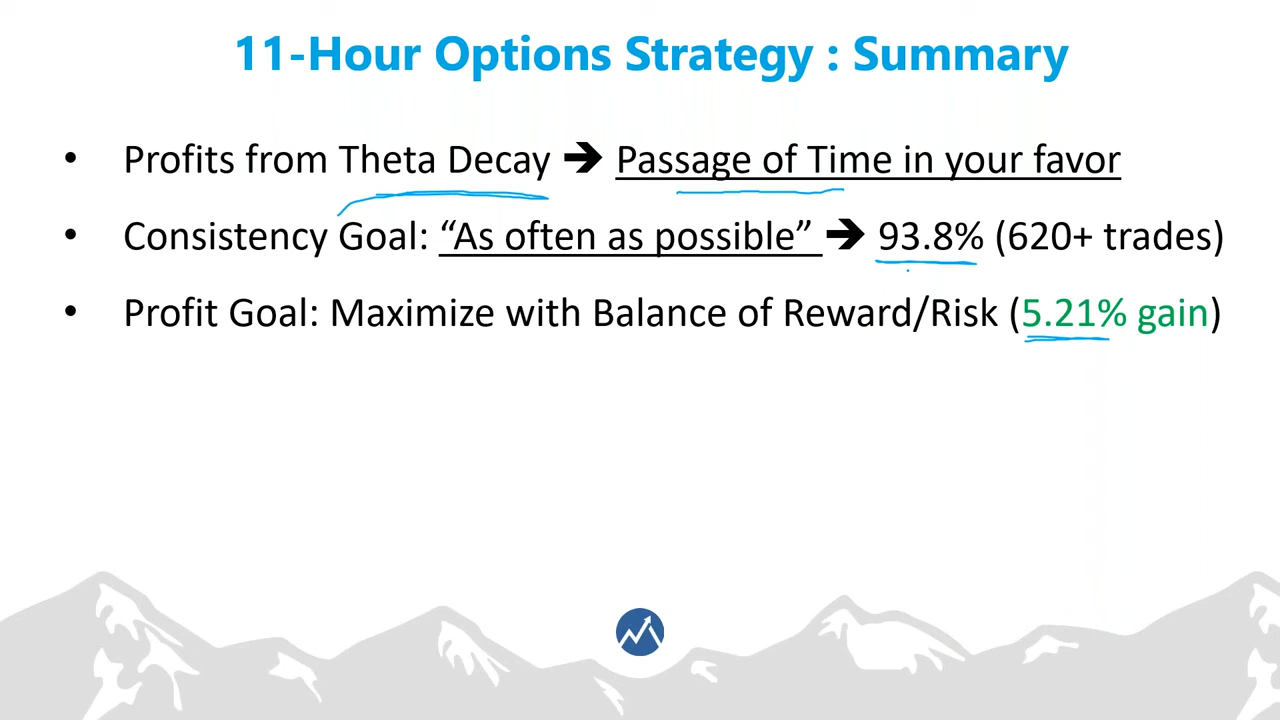 11-Hour Options Strategy : Summary
• Profits from Theta Decay 🡺 Passage of Time in your favor
• Consistency Goal: “As often as possible” 🡺 93.8% (620+ trades)
• Profit Goal: Maximize with Balance of Reward/Risk (5.21% gain)